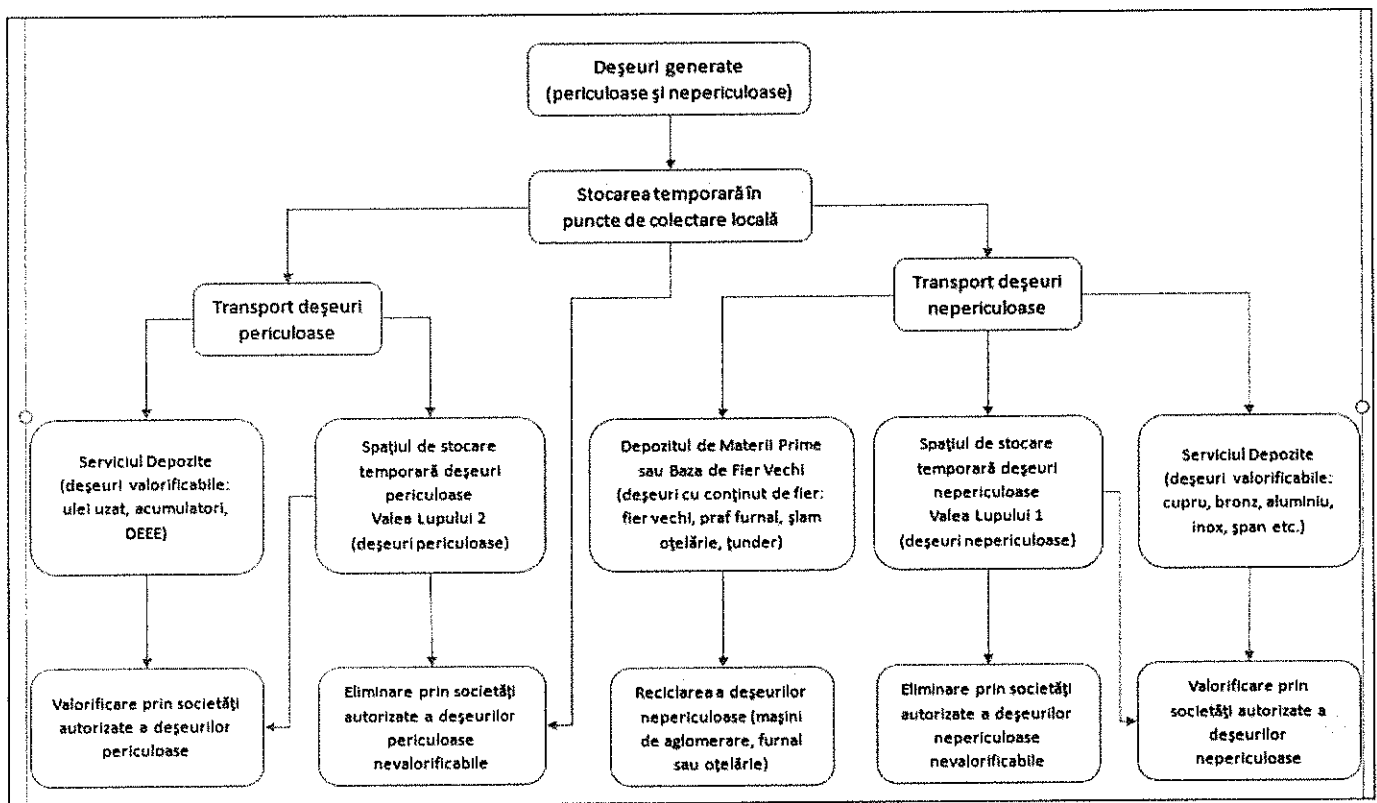 Deşeuri generate
(periculoase şi nepericuloase)
Stocarea temporară în
puncte de colectare locală
Transport deşeuri
periculoase
Transport deşeuri
nepericuloase
Serviciul Depozite
(deşeuri valorificabile:
ulei uzat, acumulatori,
DEEE)
Spaţiul de stocare
temporară deşeuri
periculoase
Valea Lupului 2
(deşeuri periculoase)
Depozitul de Materii Prime
sau Baza de Fier Vechi
(deşeuri cu conţinut de fier:
fier vechi, praf furnal, şlam
oţelărie, ţunder)
Spaţiul de stocare
temporară deşeuri
nepericuloase
Valea Lupului 1
(deşeuri nepericuloase)
Serviciul Depozite
(deşeuri valorificabile:
cupru, bronz, aluminiu,
inox, şpan etc.)
Valorificare prin societăţi
autorizate a deşeurilor
periculoase
Eliminare prin societăţi
autorizate a deşeurilor
periculoase
nevalorificabile
Reciclarea a deşeurilor
nepericuloase (maşini
de aglomerare, furnal
sau oţelărie)
Eliminare prin societăţi
autorizate a deşeurilor
nepericuloase
nevalorificabile
Valorificare prin
societăţi autorizate a
deşeurilor
nepericuloase